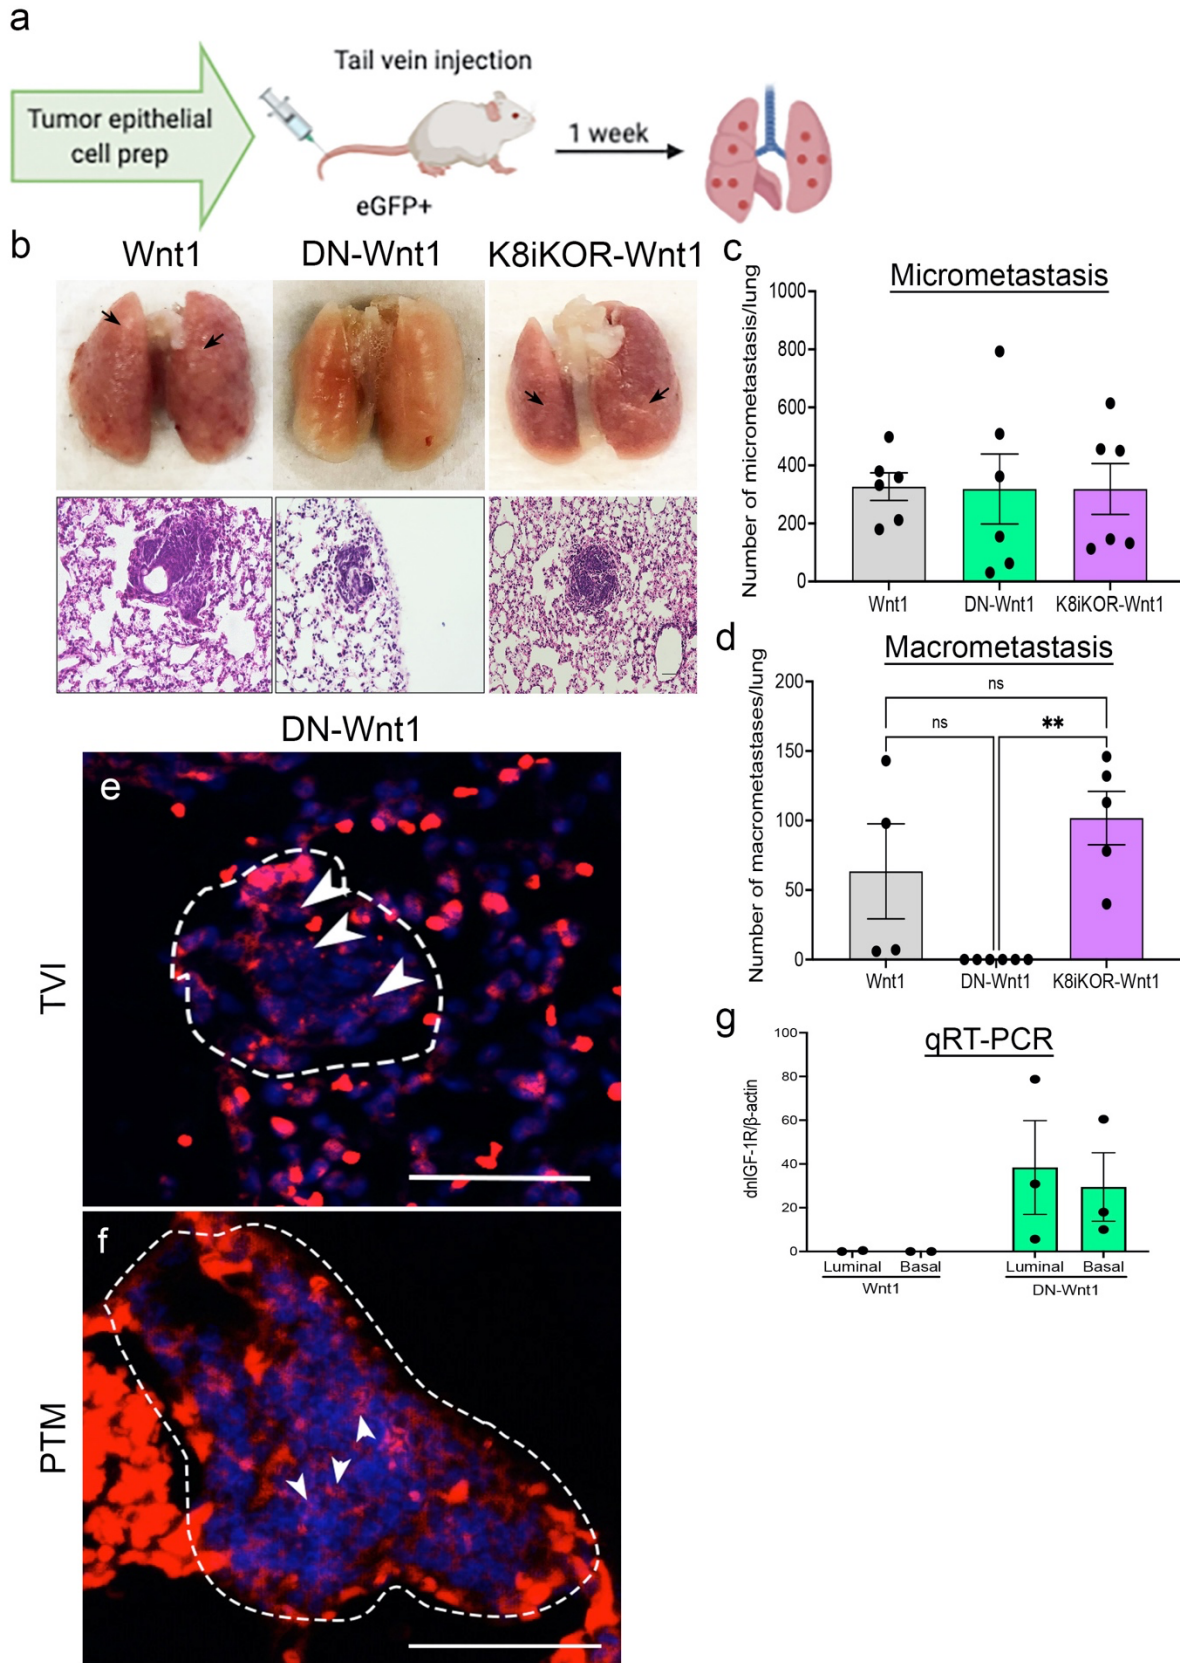 a
Tail vein injection
Tumor epithelial
cell prep
1 week
eGFP+
b
Wnt1
DN-Wnt1
K8iKOR-Wnt1
c
Micrometastasis
Number of micrometastasis/lung
1000
800
600
400
200
0
Wnt1
DN-Wnt1
K8iKOR-Wnt1
d
Macrometastasis
Number of macrometastases/lung
200
150
100
50
0
ns
ns
**
Wnt1
DN-Wnt1
K8iKOR-Wnt1
DN-Wnt1
e
TVI
f
PTM
g
qRT-PCR
dnIGF-1R/β-actin
100
80
60
40
20
0
Luminal
Basal
Luminal
Basal
Wnt1
DN-Wnt1